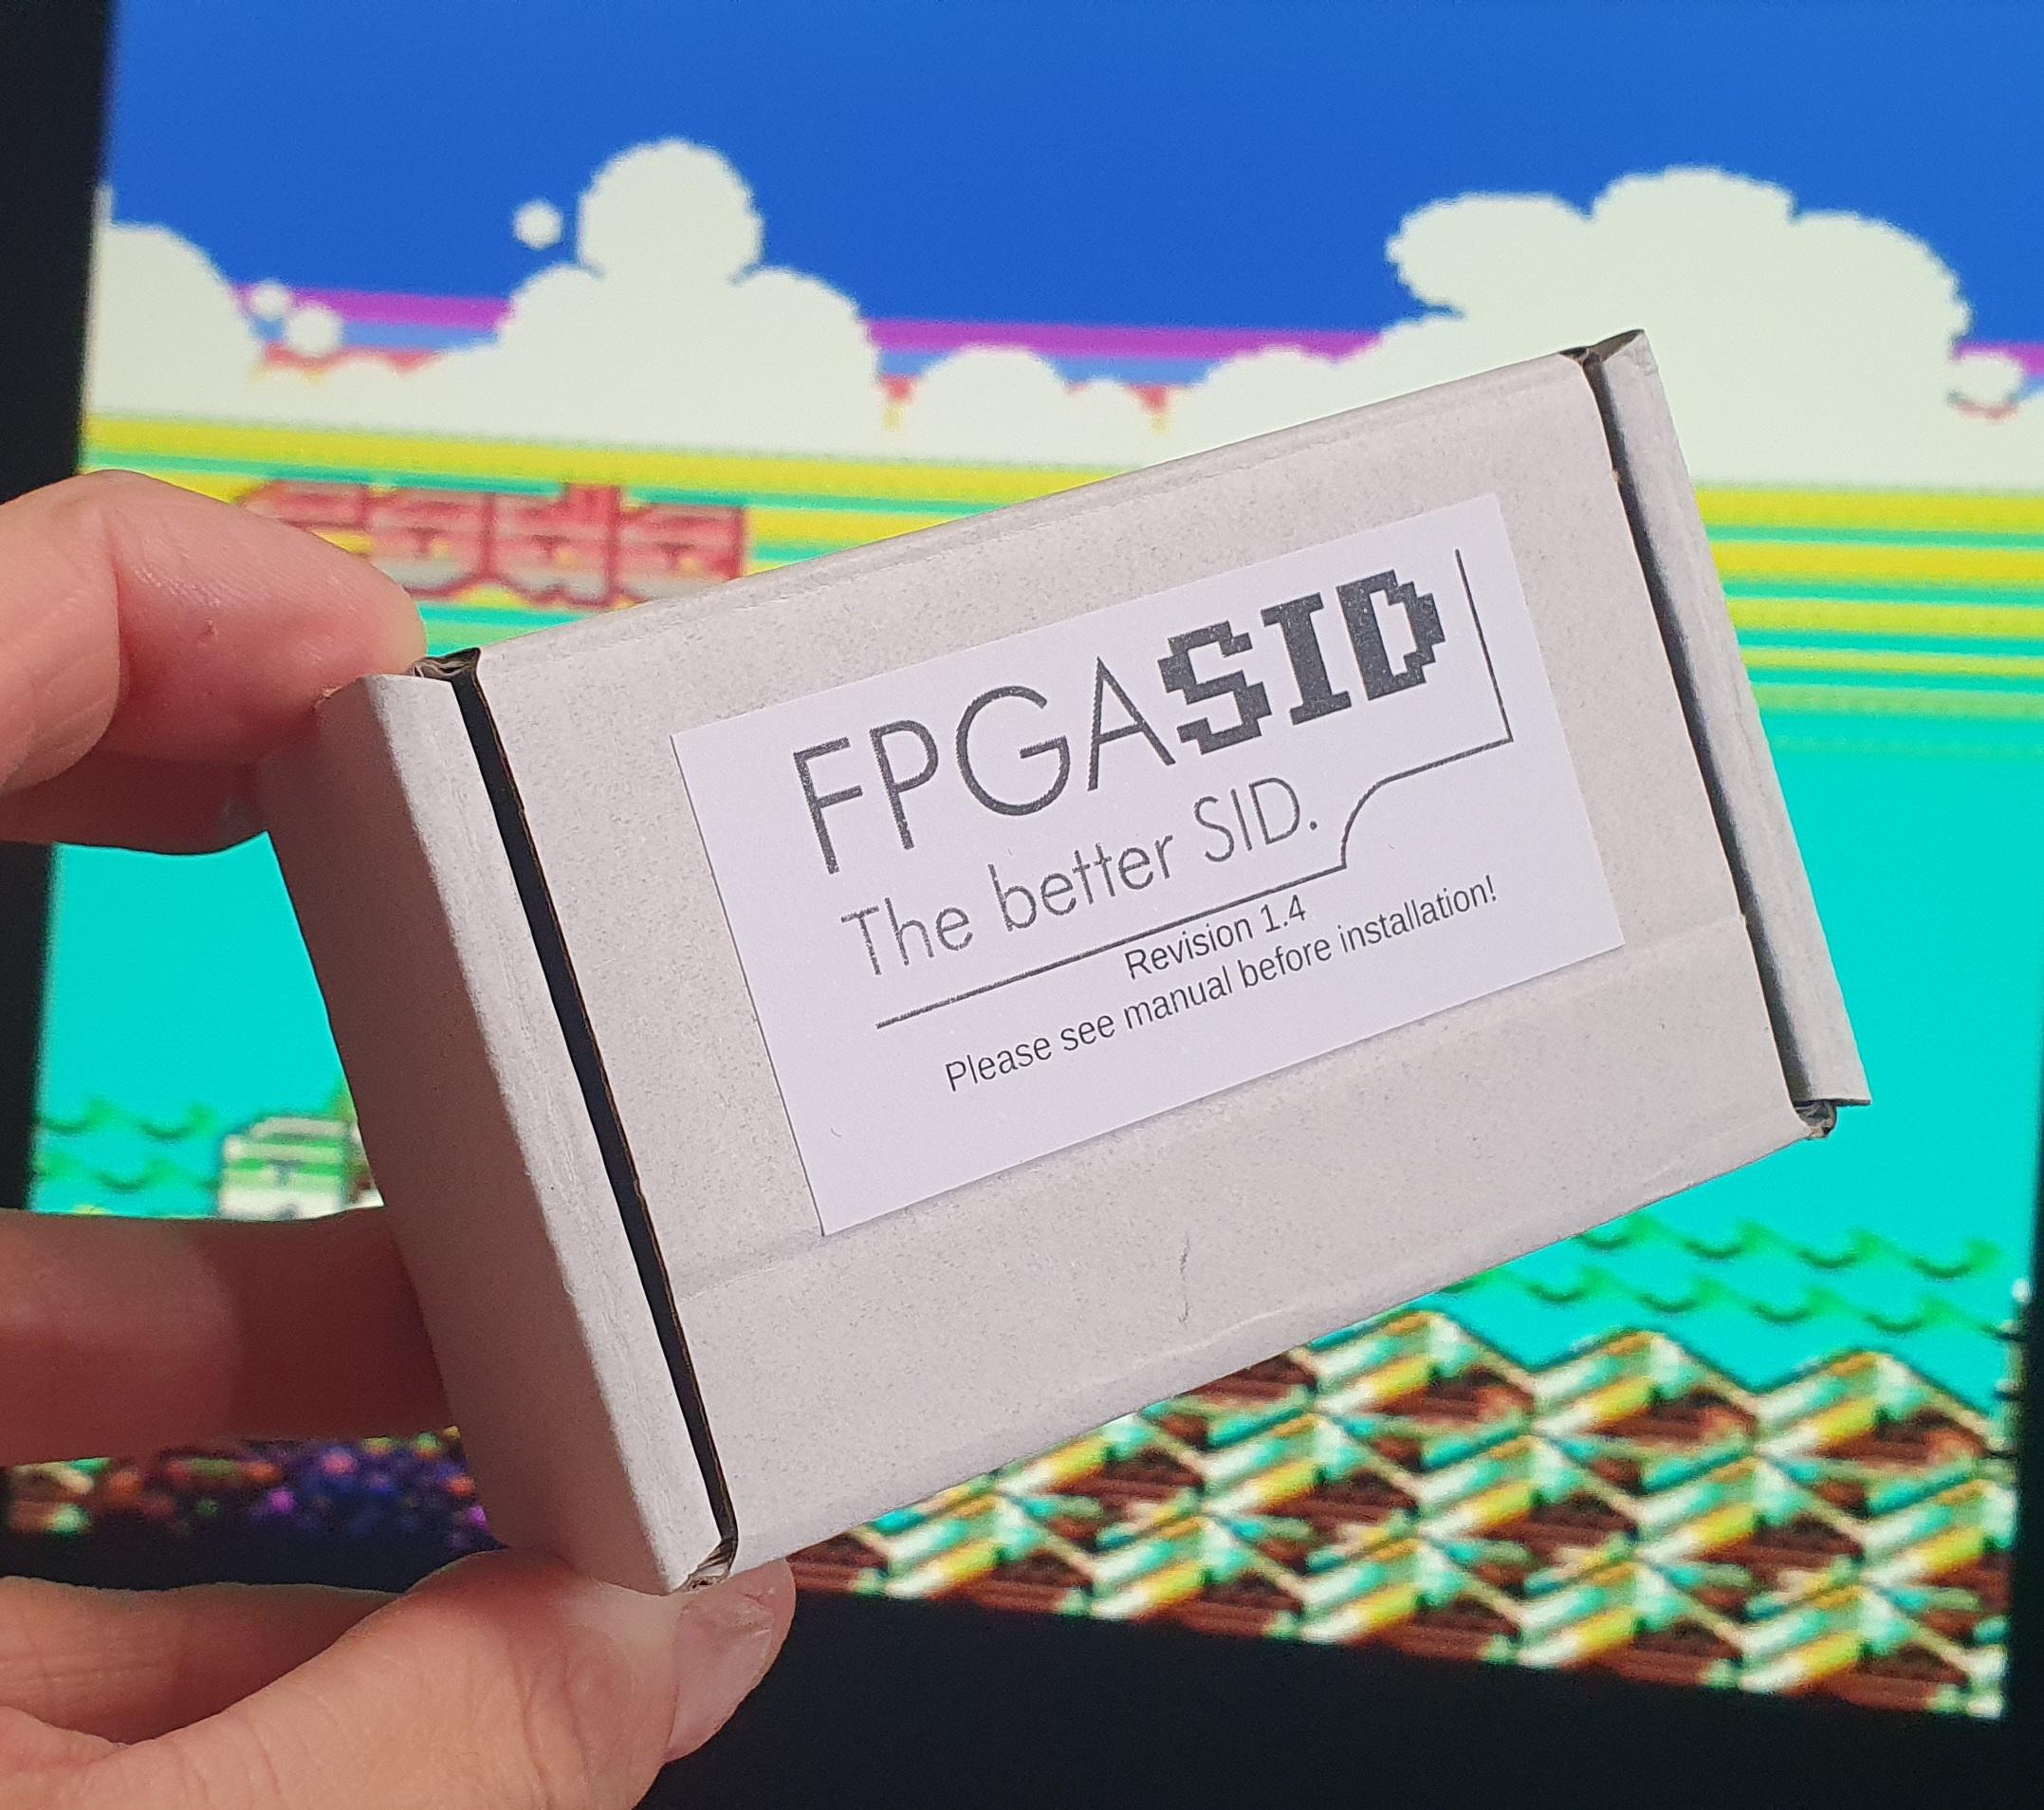 FPGASID
The better SID.
Revision 1.4
Please see manual before installation!